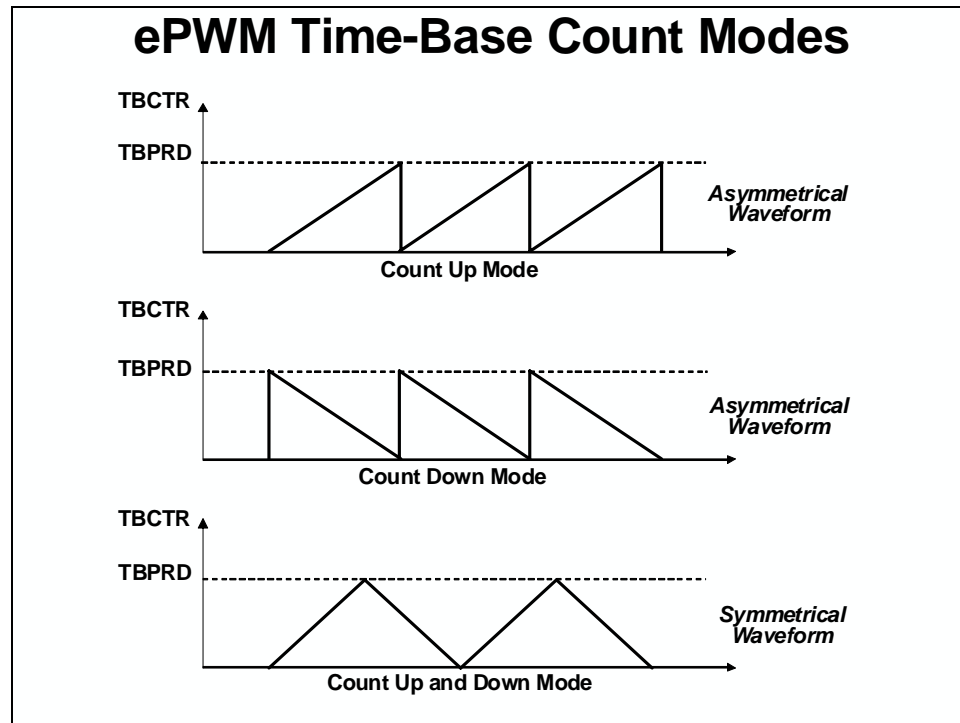 ePWM Time-Base Count Modes
TBCTR
TBPRD
Asymmetrical
Waveform
Count Up Mode
TBCTR
TBPRD
Asymmetrical
Waveform
Count Down Mode
TBCTR
TBPRD
Symmetrical
Waveform
Count Up and Down Mode